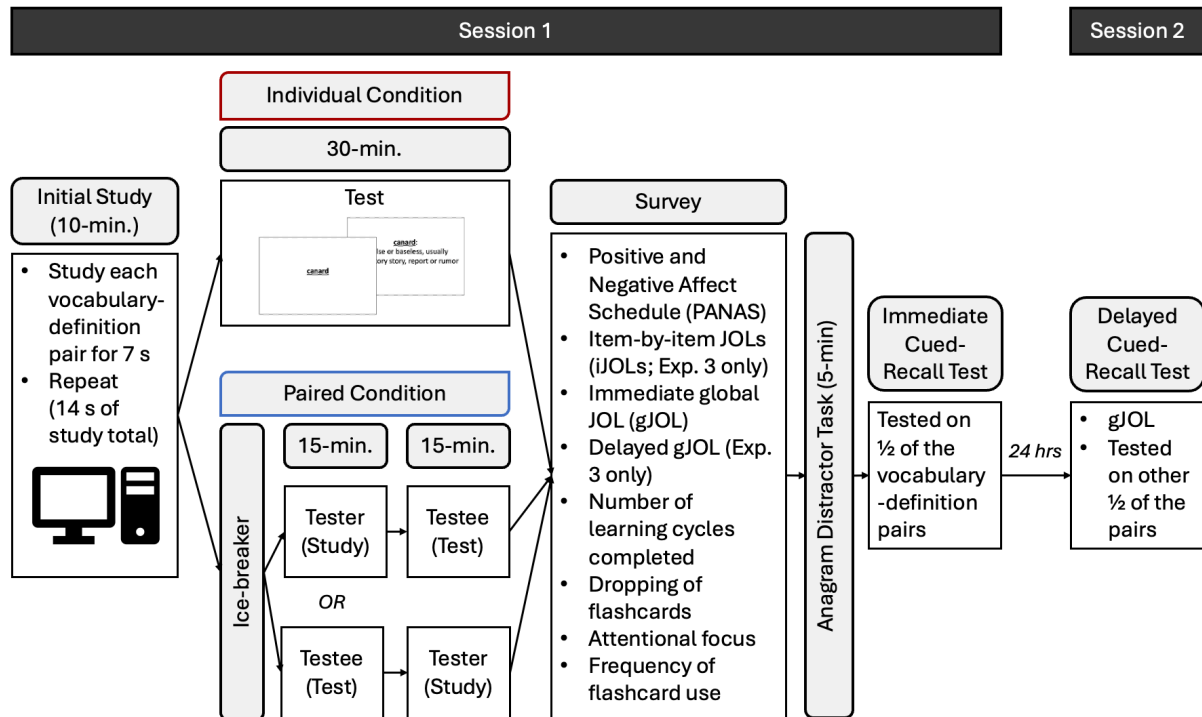 Session 1
Session 2
Initial Study
(10-min.)
• Study each
vocabulary-
definition
pair for 7 s
• Repeat
(14 s of
study total)
Individual Condition
30-min.
Test
canard
canard:
lse or baseless, usually
ory story, report or rumor
Paired Condition
Ice-breaker
15-min.
15-min.
Tester
(Study)
Testee
(Test)
OR
Testee
(Test)
Tester
(Study)
Survey
• Positive and
Negative Affect
Schedule (PANAS)
• Item-by-item JOLs
(iJOLs; Exp. 3 only)
• Immediate global
JOL (gJOL)
• Delayed gJOL (Exp.
3 only)
• Number of
learning cycles
completed
• Dropping of
flashcards
• Attentional focus
• Frequency of
flashcard use
Anagram Distractor Task (5-min)
Immediate
Cued-
Recall Test
Tested on
½ of the
vocabulary
-definition
pairs
24 hrs
Delayed
Cued-
Recall Test
• gJOL
• Tested
on other
½ of the
pairs